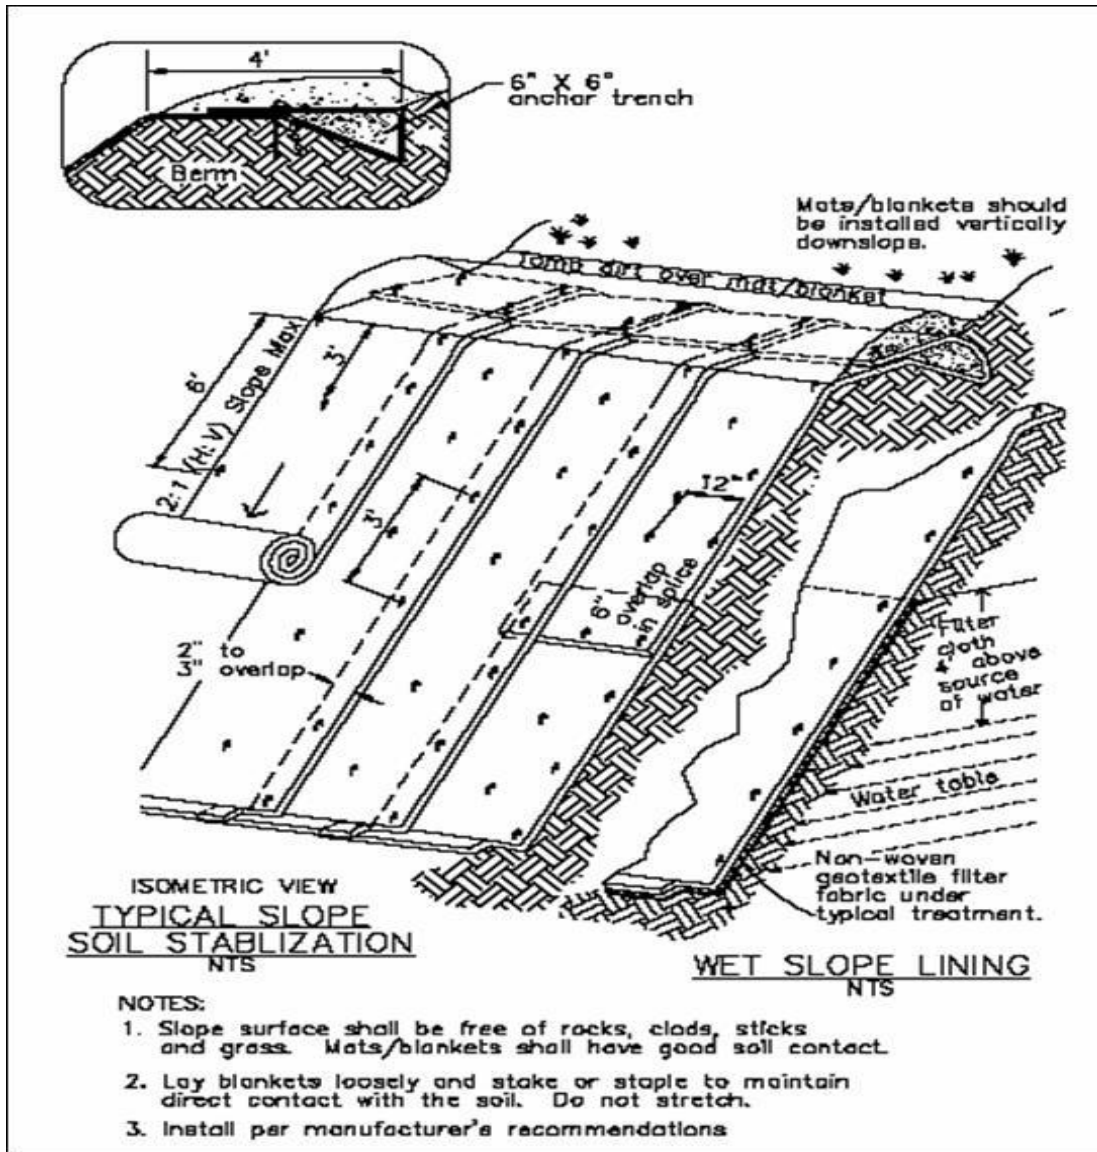 4'
6" X 6"
anchor trench
Berm
Mats/blankets should
be installed vertically
downslope.
Tamp dirt over mat/blanket
6'
3'
2:1 (H:V) Slope Max
3'
12"
6"
overlap
in splice
2" to
3" overlap
Filter
cloth
4' above
source
of water
Water table
Non-woven
geotextile filter
fabric under
typical treatment.
ISOMETRIC VIEW
TYPICAL SLOPE
SOIL STABLIZATION
NTS
WET SLOPE LINING
NTS
NOTES:
1. Slope surface shall be free of rocks, clods, sticks
and grass. Mats/blankets shall have good soil contact.
2. Lay blankets loosely and stake or staple to maintain
direct contact with the soil. Do not stretch.
3. Install per manufacturer's recommendations